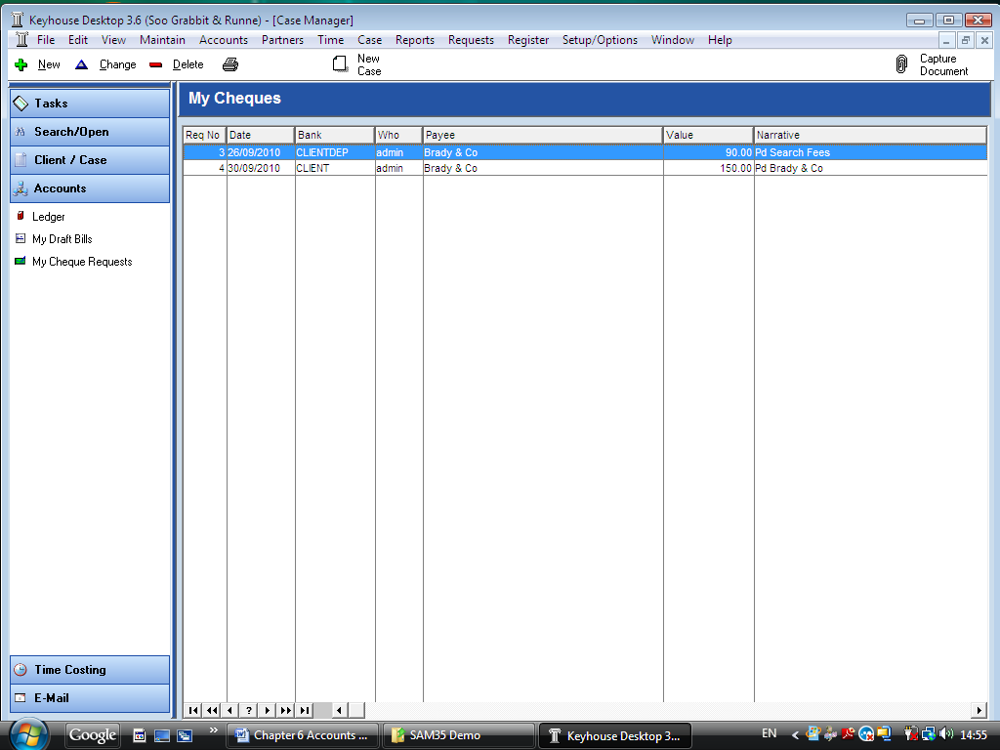 Keyhouse Desktop 3.6 (Soo Grabbit & Runne) - [Case Manager]
File Edit View Maintain Accounts Partners Time Case Reports Requests Register Setup/Options Window Help
New Change Delete New Case Capture Document
Tasks
Search/Open
Client / Case
Accounts
Ledger
My Draft Bills
My Cheque Requests
Time Costing
E-Mail
My Cheques
Req No Date Bank Who Payee Value Narrative
3 26/09/2010 CLIENTDEP admin Brady & Co 90.00 Pd Search Fees
4 30/09/2010 CLIENT admin Brady & Co 150.00 Pd Brady & Co
?
Google » Chapter 6 Accounts ... SAM35 Demo Keyhouse Desktop 3... EN < 14:55